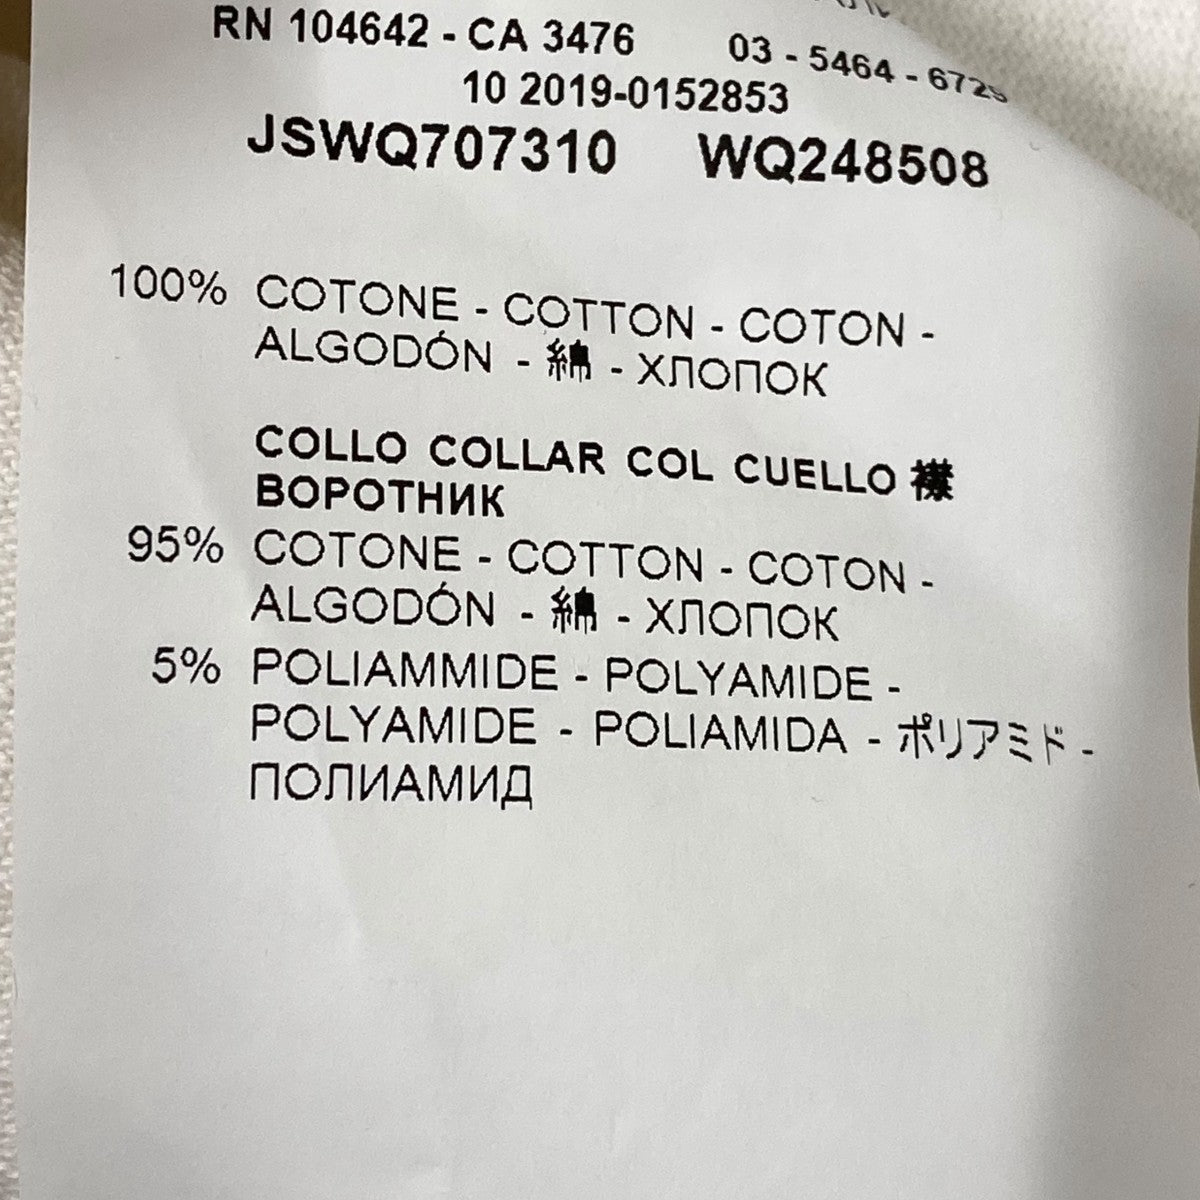 RN 104642 - CA 3476
03 - 5464 - 6725
10 2019-0152853
JSWQ707310 WQ248508
100% COTONE - COTTON - COTON -
ALGODÓN - 綿 - ХЛОПОК
COLLO COLLAR COL CUELLO 襟
ВОРОТНИК
95% COTONE - COTTON - COTON -
ALGODÓN - 綿 - ХЛОПОК
5% POLIAMMIDE - POLYAMIDE -
POLYAMIDE - POLIAMIDA - ポリアミド -
ПОЛИАМИД